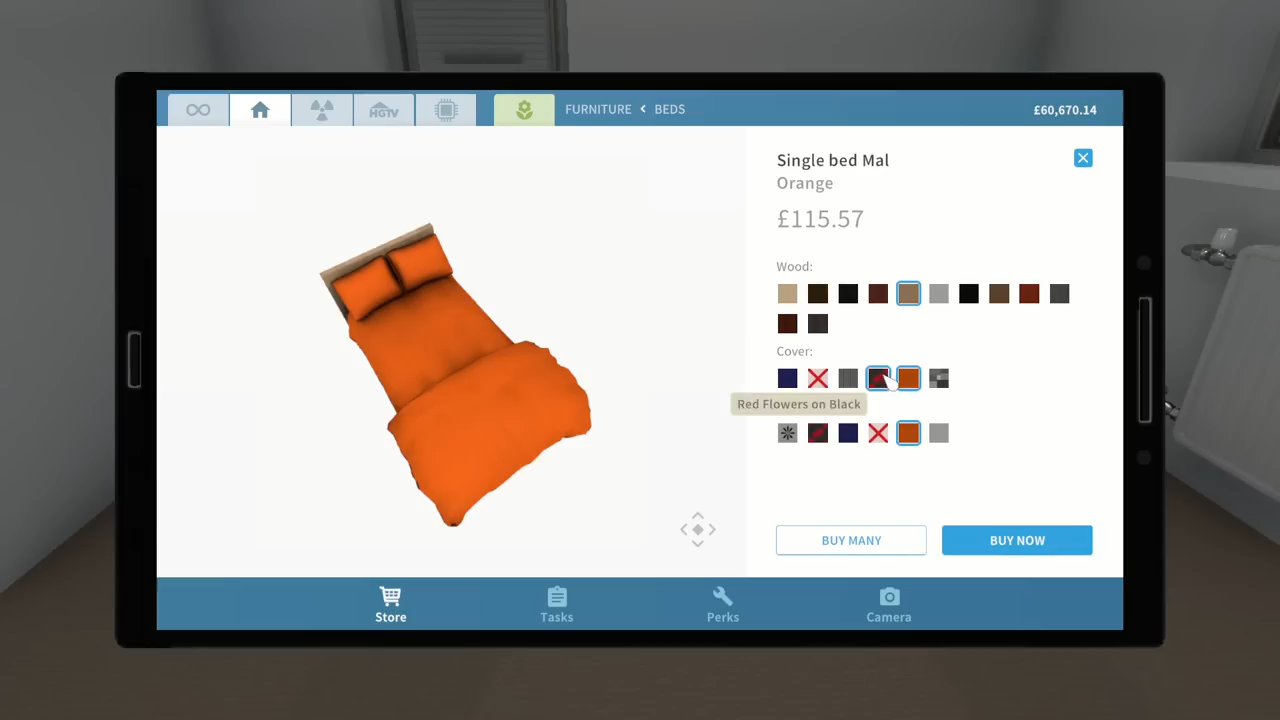 HGTV
FURNITURE < BEDS
£60,670.14
Single bed Mal
Orange
£115.57
Wood:
Cover:
Red Flowers on Black
BUY MANY
BUY NOW
Store
Tasks
Perks
Camera